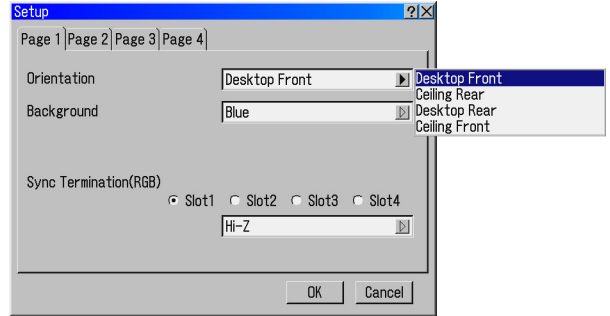 Setup
Page 1 Page 2 Page 3 Page 4
Orientation Desktop Front
Desktop Front
Ceiling Rear
Desktop Rear
Ceiling Front
Background Blue
Sync Termination(RGB)
Slot1 Slot2 Slot3 Slot4
Hi-Z
OK Cancel